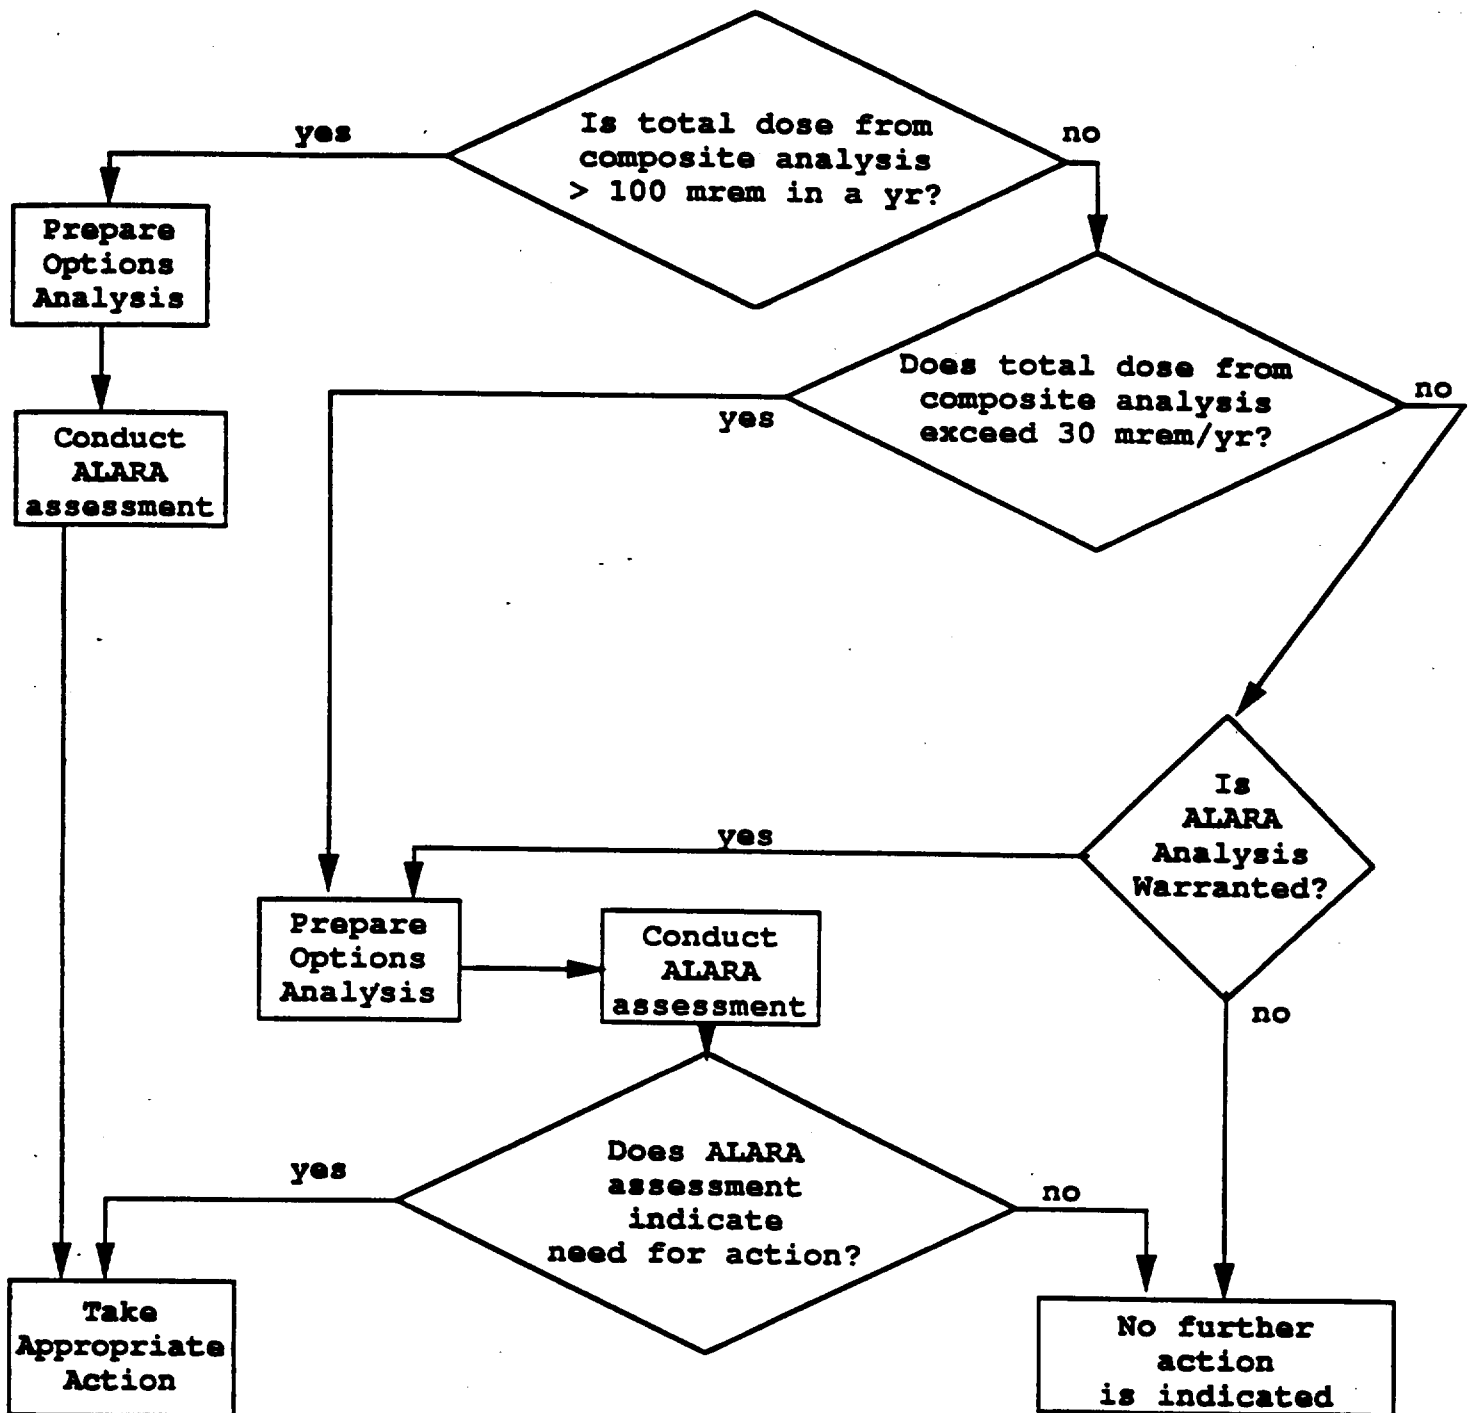 yes
Is total dose from
composite analysis
> 100 mrem in a yr?
no
Prepare
Options
Analysis
Does total dose from
composite analysis
exceed 30 mrem/yr?
yes
no
Conduct
ALARA
assessment
Is
ALARA
Analysis
Warranted?
yes
no
Prepare
Options
Analysis
Conduct
ALARA
assessment
Does ALARA
assessment
indicate
need for action?
yes
no
Take
Appropriate
Action
No further
action
is indicated